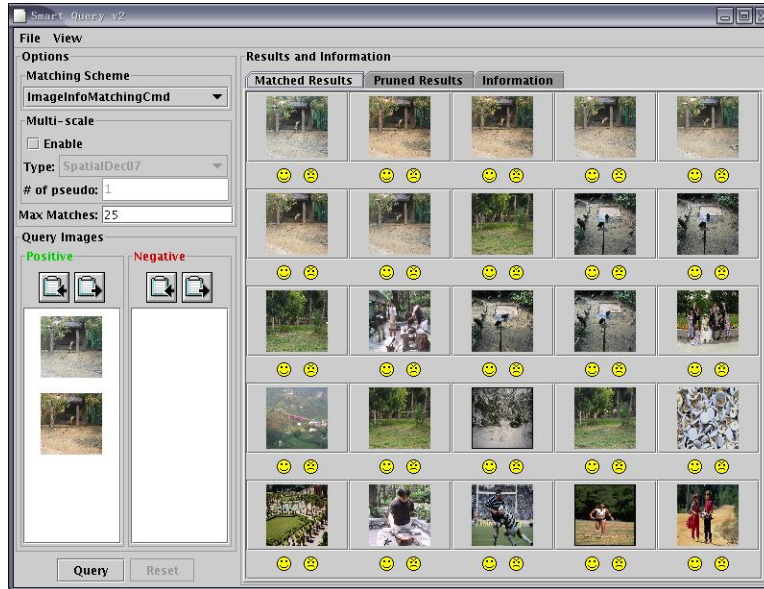 Smart Query v2
File View
Options
Matching Scheme
ImageInfoMatchingCmd
Multi-scale
Enable
Type: SpatialDec07
# of pseudo: 1
Max Matches: 25
Query Images
Positive
Negative
Query
Reset
Results and Information
Matched Results
Pruned Results
Information